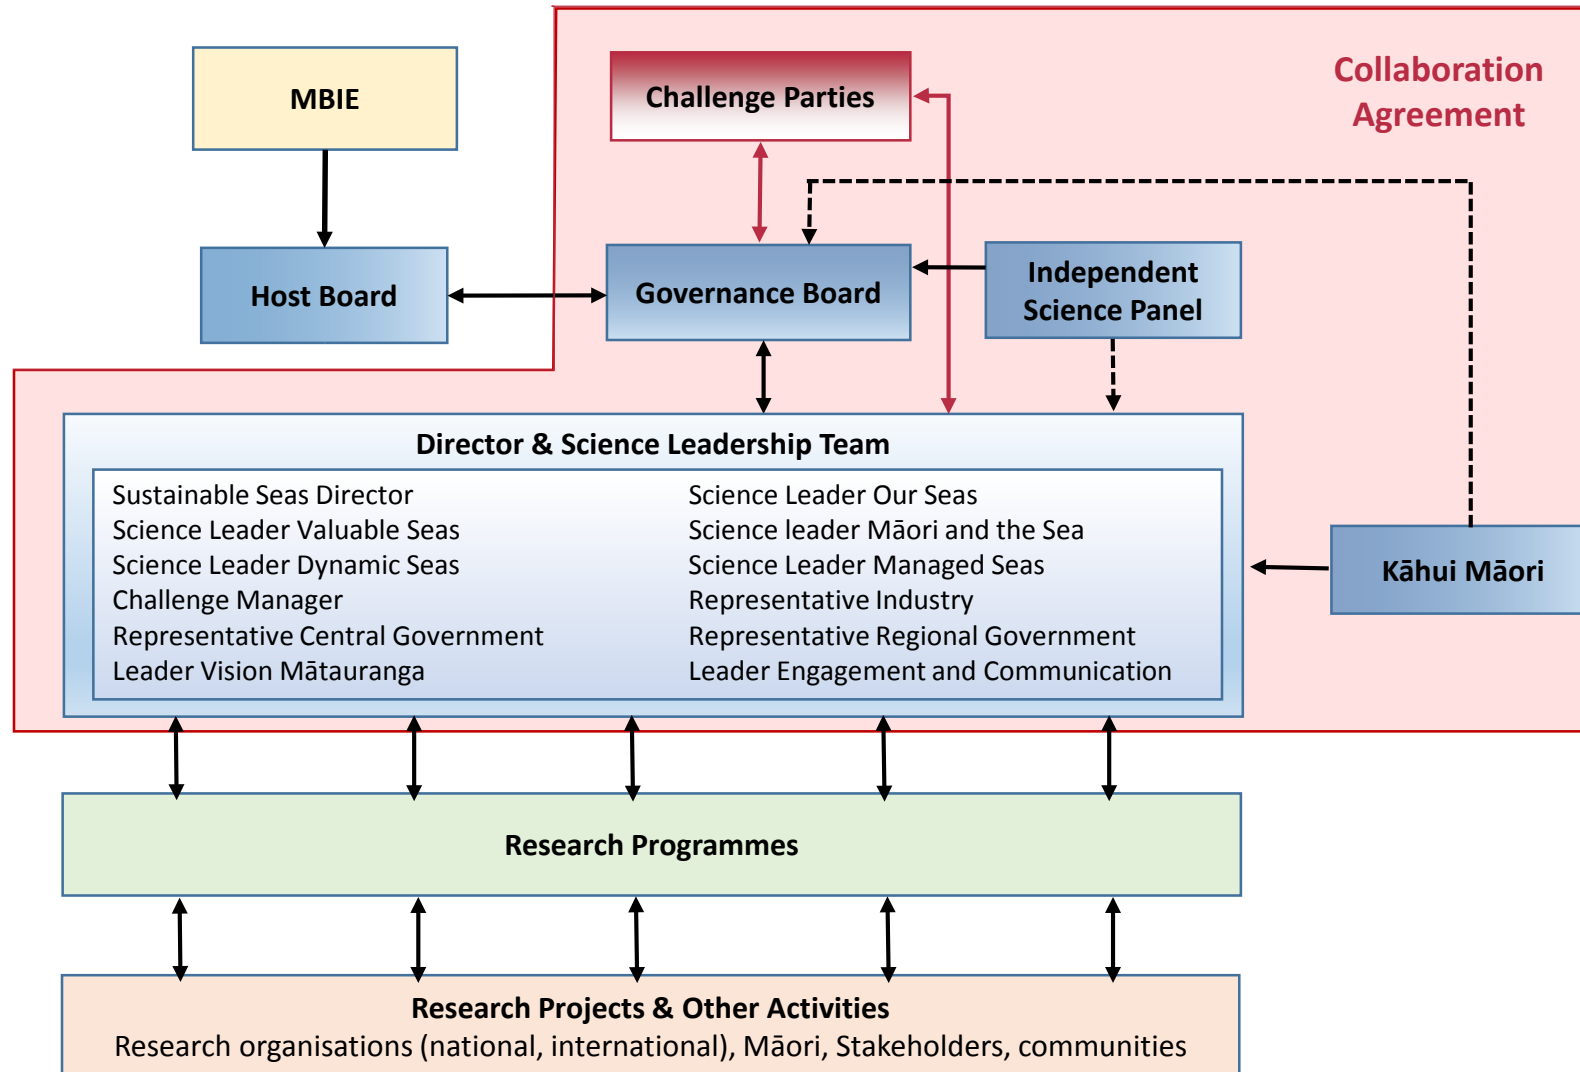 Collaboration
Agreement
MBIE
Challenge Parties
Host Board
Governance Board
Independent
Science Panel
Director & Science Leadership Team
Sustainable Seas Director
Science Leader Valuable Seas
Science Leader Dynamic Seas
Challenge Manager
Representative Central Government
Leader Vision Mātauranga
Science Leader Our Seas
Science leader Māori and the Sea
Science Leader Managed Seas
Representative Industry
Representative Regional Government
Leader Engagement and Communication
Kāhui Māori
Research Programmes
Research Projects & Other Activities
Research organisations (national, international), Māori, Stakeholders, communities